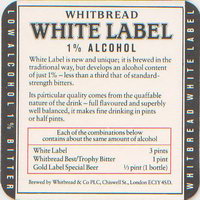 WHITBREAD
WHITE LABEL
1% ALCOHOL
White Label is new and unique; it is brewed in the
traditional way, but develops an alcohol content
of just 1% – less than a third that of standard-
strength bitters.
Its particular quality comes from the quaffable
nature of the drink – full flavoured and superbly
well balanced, it makes fine drinking in pints
or half pints.
Each of the combinations below
contains about the same amount of alcohol.
White Label 3 pints
Whitbread Best/Trophy Bitter 1 pint
Gold Label Special Beer ⅓ pint (1 bottle)
Brewed by Whitbread & Co PLC, Chiswell St., London EC1Y 4SD.
LOW ALCOHOL 1% BITTER
LOW ALCOHOL 1% BITTER